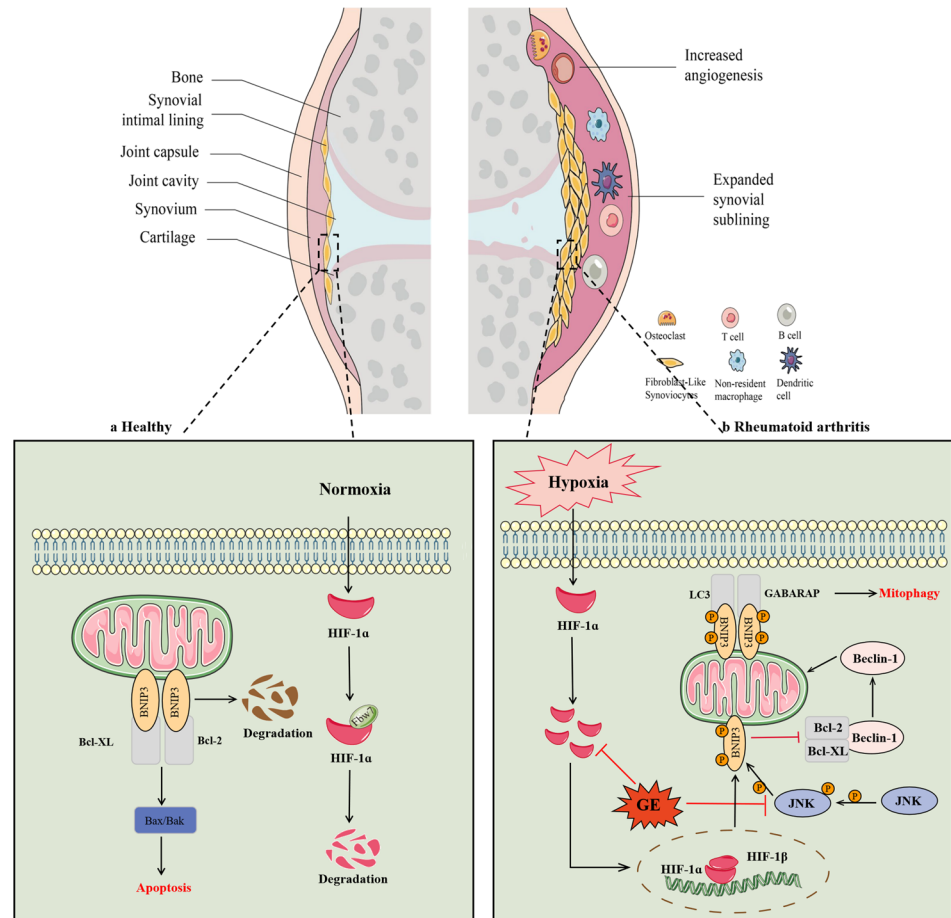 Bone
Synovial
intimal lining
Joint capsule
Joint cavity
Synovium
Cartilage
Increased
angiogenesis
Expanded
synovial
sublining
Osteoclast
T cell
B cell
Fibroblast-Like
Synoviocytes
Non-resident
macrophage
Dendritic
cell
a Healthy
b Rheumatoid arthritis
Normoxia
HIF-1α
BNIP3
BNIP3
Bcl-XL
Bcl-2
Degradation
Fbw7
HIF-1α
Bax/Bak
Apoptosis
Degradation
Hypoxia
HIF-1α
LC3
GABARAP
Mitophagy
P
P
BNIP3
BNIP3
P
P
Beclin-1
P
P
BNIP3
Bcl-2
Bcl-XL
Beclin-1
GE
P
JNK
P
P
JNK
HIF-1α
HIF-1β